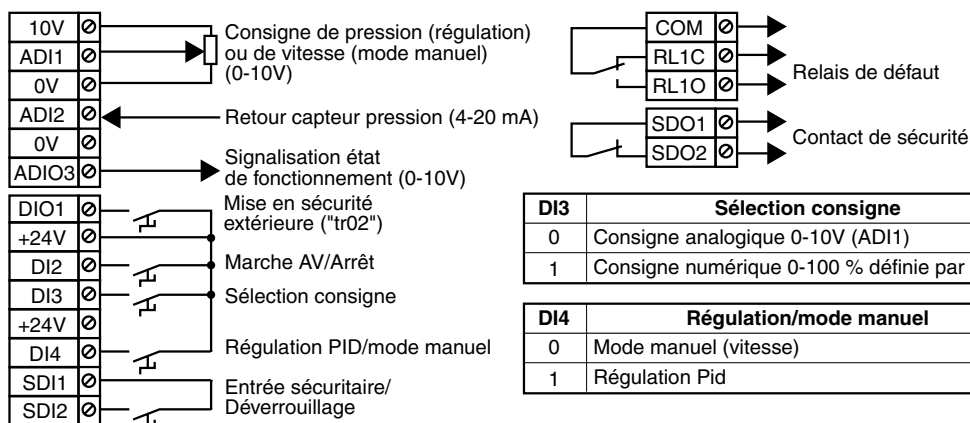 10V
ADI1
0V
ADI2
0V
ADIO3
Consigne de pression (régulation)
ou de vitesse (mode manuel)
(0-10V)
Retour capteur pression (4-20 mA)
Signalisation état
de fonctionnement (0-10V)
DIO1
+24V
DI2
DI3
+24V
DI4
SDI1
SDI2
Mise en sécurité
extérieure ("tr02")
Marche AV/Arrêt
Sélection consigne
Régulation PID/mode manuel
Entrée sécuritaire/
Déverrouillage
COM
RL1C
RL1O
Relais de défaut
SDO1
SDO2
Contact de sécurité
DI3 Sélection consigne
0 Consigne analogique 0-10V (ADI1)
1 Consigne numérique 0-100 % définie par
DI4 Régulation/mode manuel
0 Mode manuel (vitesse)
1 Régulation Pid